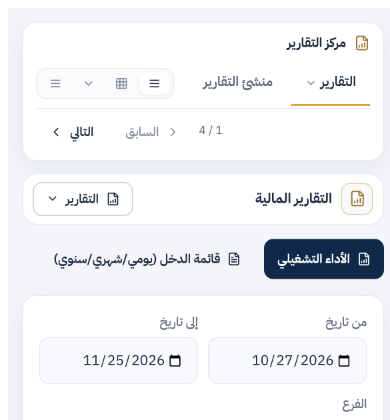 مركز التقارير
التقارير
منشئ التقارير
1 / 4
السابق
التالي
التقارير المالية
التقارير
الأداء التشغيلي
قائمة الدخل (يومي/شهري/سنوي)
من تاريخ
إلى تاريخ
10/27/2026
11/25/2026
الفرع